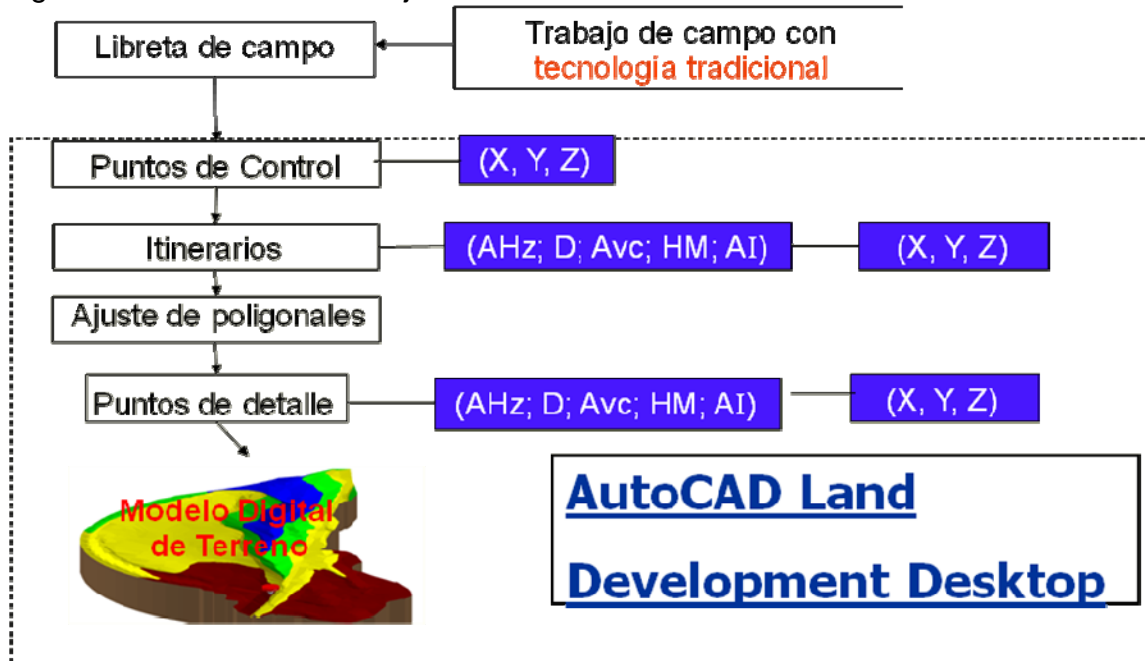 Libreta de campo
Trabajo de campo con
tecnología tradicional
Puntos de Control
(X, Y, Z)
Itinerarios
(AHz; D; Avc; HM; AI)
(X, Y, Z)
Ajuste de poligonales
Puntos de detalle
(AHz; D; Avc; HM; AI)
(X, Y, Z)
Modelo Digital
de Terreno
AutoCAD Land
Development Desktop